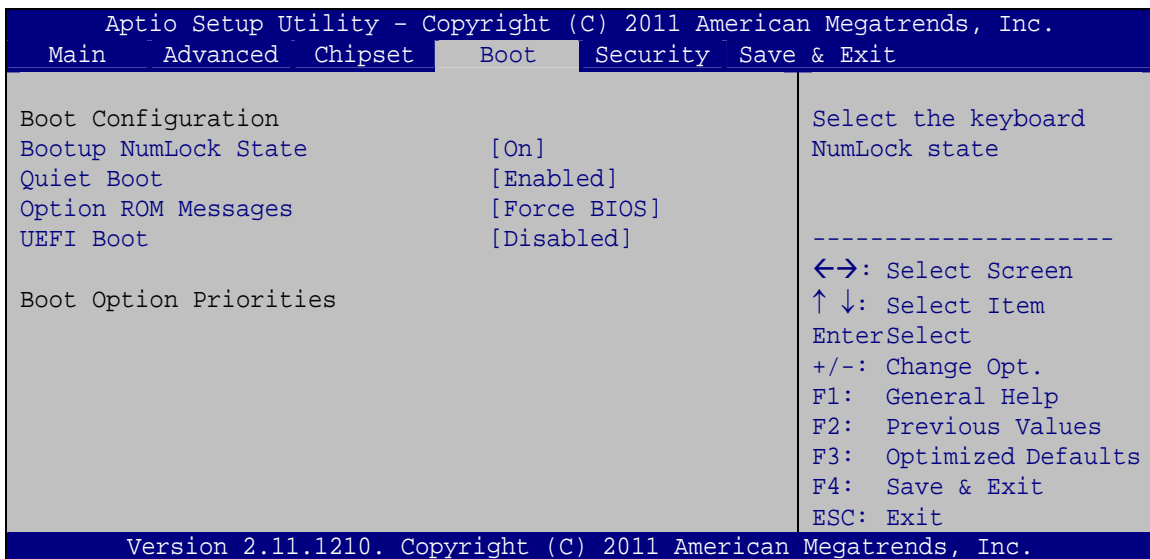 Aptio Setup Utility – Copyright (C) 2011 American Megatrends, Inc.
Main Advanced Chipset Boot Security Save & Exit
Boot Configuration
Bootup NumLock State [On]
Quiet Boot [Enabled]
Option ROM Messages [Force BIOS]
UEFI Boot [Disabled]
Boot Option Priorities
Select the keyboard
NumLock state
---------------------
←→: Select Screen
↑ ↓: Select Item
EnterSelect
+/-: Change Opt.
F1: General Help
F2: Previous Values
F3: Optimized Defaults
F4: Save & Exit
ESC: Exit
Version 2.11.1210. Copyright (C) 2011 American Megatrends, Inc.